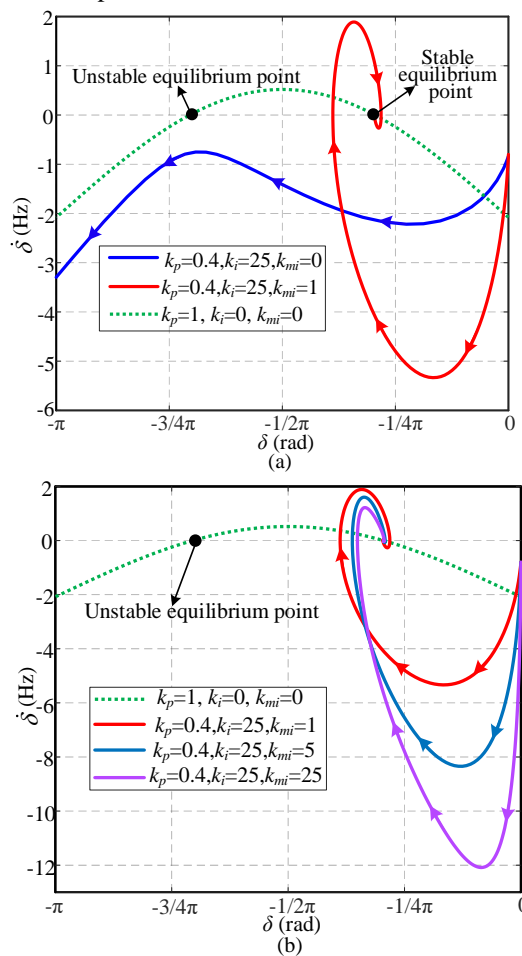 2
1
0
-1
-2
-3
-4
-5
-6
δ̇ (Hz)
Unstable equilibrium point
Stable
equilibrium
point
k_p=0.4,k_i=25,k_mi=0
k_p=0.4,k_i=25,k_mi=1
k_p=1, k_i=0, k_mi=0
-π -3/4π -1/2π -1/4π 0
δ (rad)
(a)
2
0
-2
-4
-6
-8
-10
-12
δ̇ (Hz)
Unstable equilibrium point
k_p=1, k_i=0, k_mi=0
k_p=0.4,k_i=25,k_mi=1
k_p=0.4,k_i=25,k_mi=5
k_p=0.4,k_i=25,k_mi=25
-π -3/4π -1/2π -1/4π 0
δ (rad)
(b)